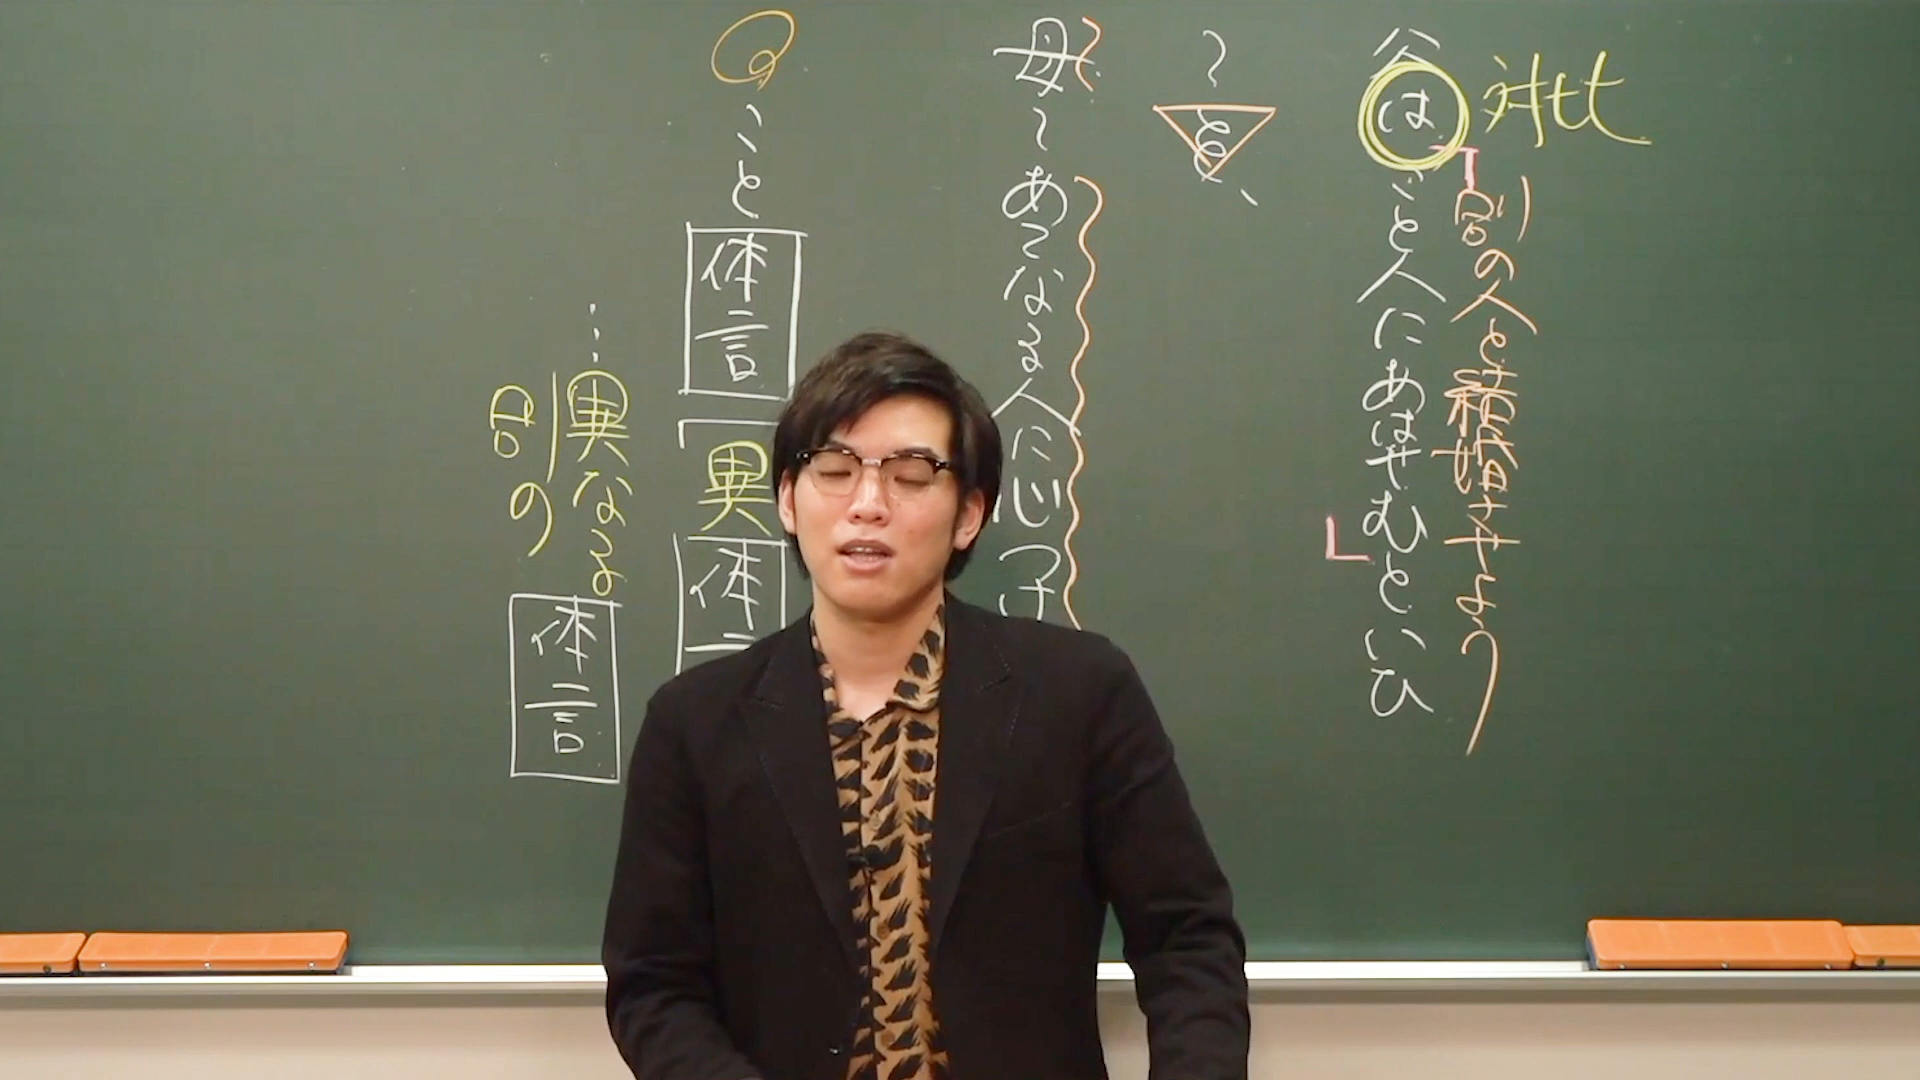 対比
別の人と結婚させよう
父はこと人にあはせむといひ
〜を、
母〜あてなる人に心つけ
Q
こと体言
異体
…異なる体言
別の